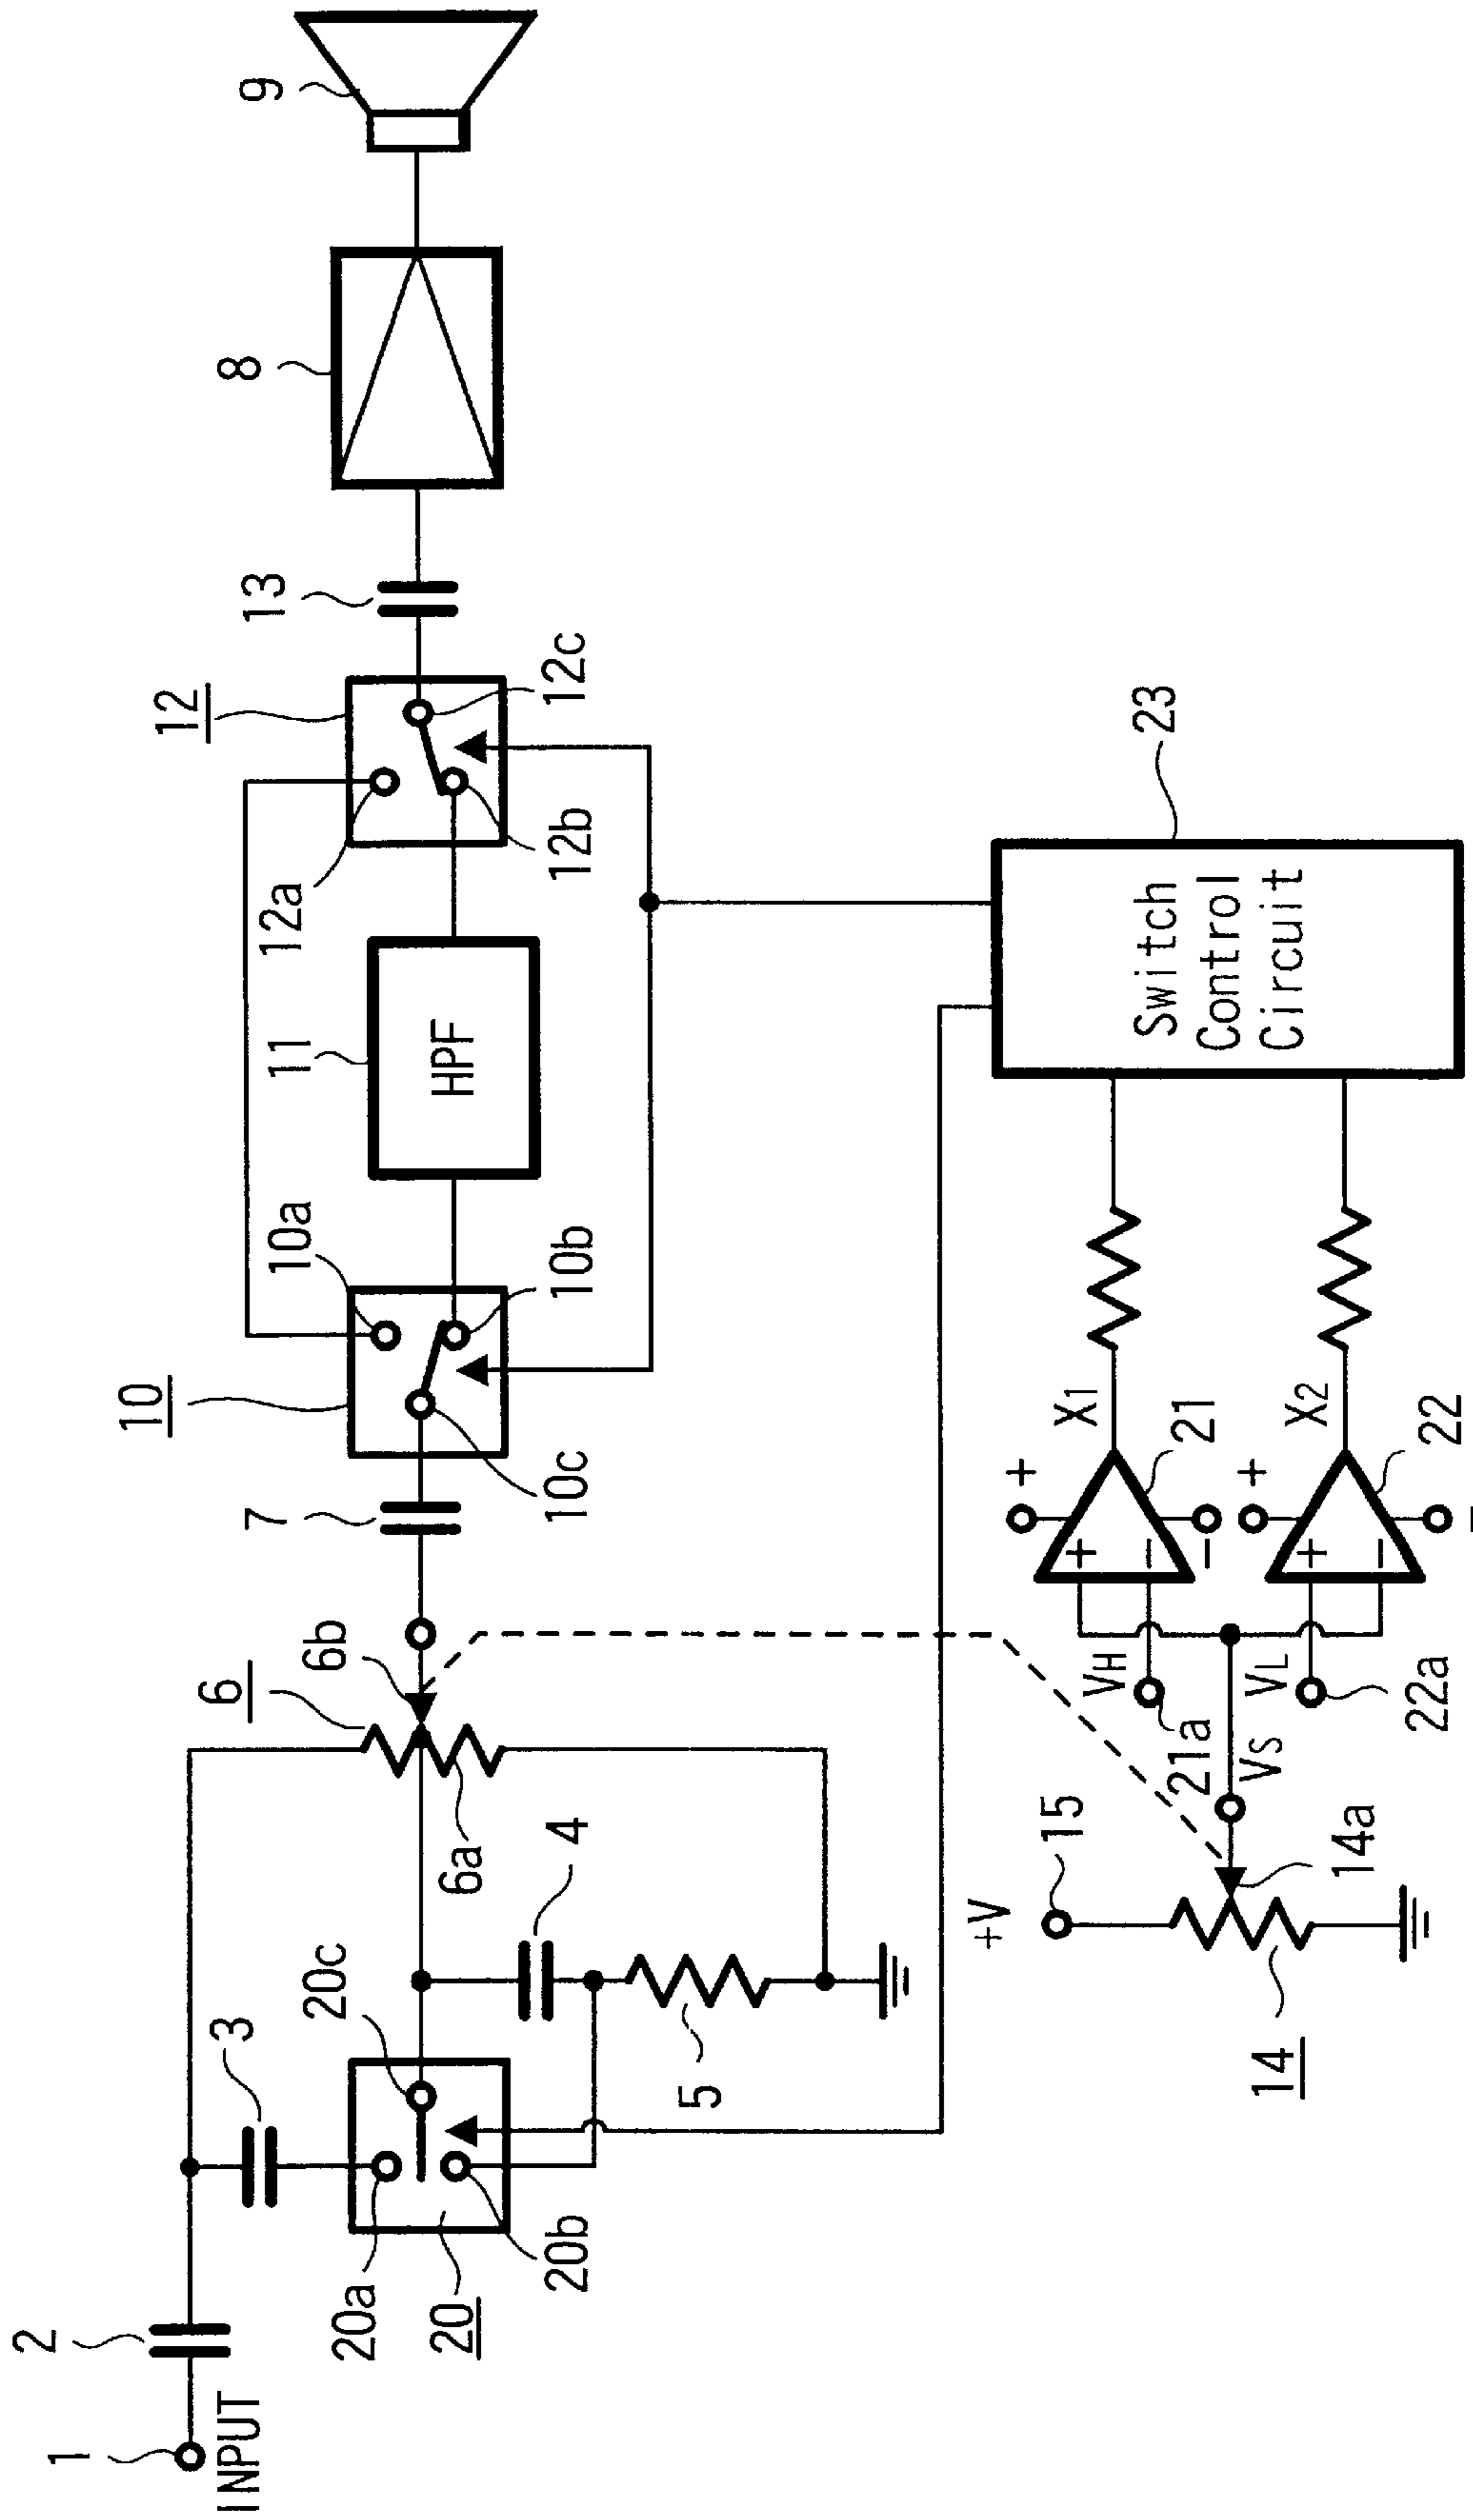 1
INPUT
2
3
20a
20
20b
20c
4
5
6
6a
6b
7
10
10a
10b
10c
11
HPF
12
12a
12b
12c
13
8
9
+V
15
14
14a
VS
VH
21a
VL
22a
+
-
+
-
21
X1
+
-
+
-
22
X2
Switch
Control
Circuit
23